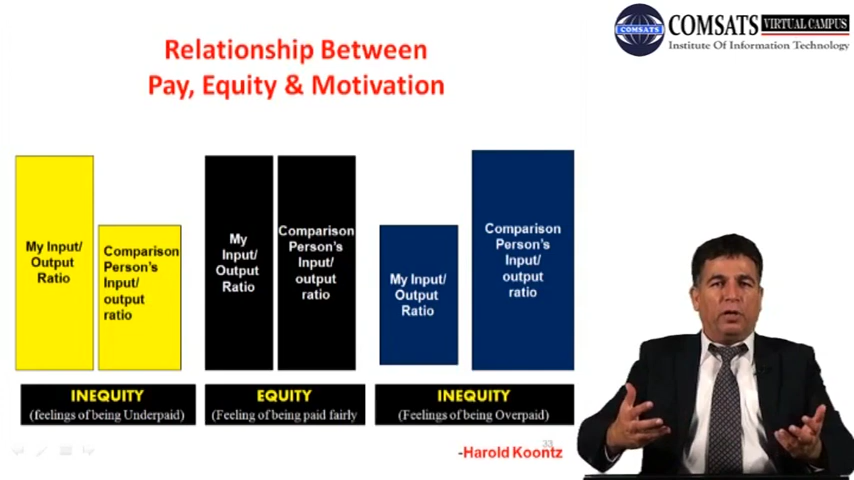 COMSATS VIRTUAL CAMPUS
COMSATS
Institute Of Information Technology
Relationship Between
Pay, Equity & Motivation
My Input/
Output
Ratio
Comparison
Person's
Input/
output
ratio
My
Input/
Output
Ratio
Comparison
Person's
Input/
output
ratio
My Input/
Output
Ratio
Comparison
Person's
Input/
output
ratio
INEQUITY
(feelings of being Underpaid)
EQUITY
(Feeling of being paid fairly
INEQUITY
(Feelings of being Overpaid)
33
-Harold Koontz